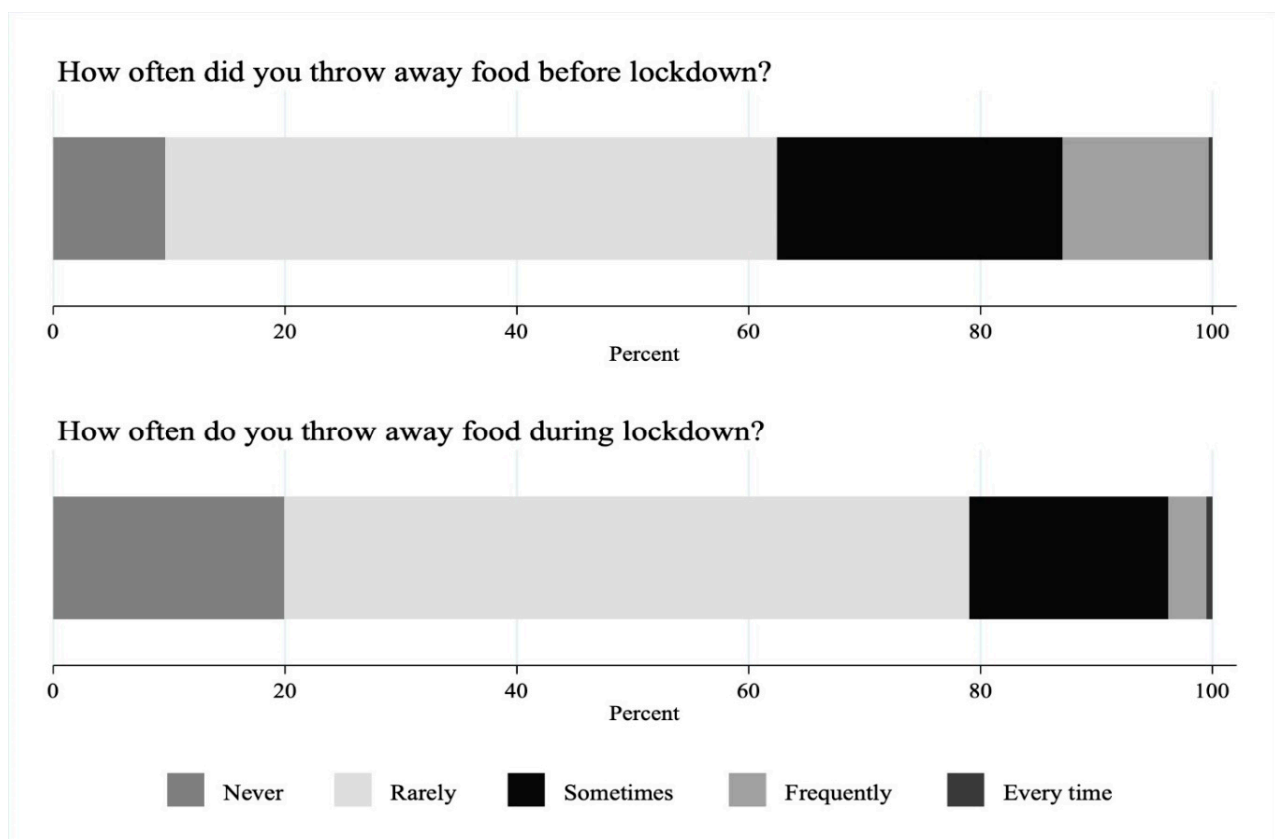 How often did you throw away food before lockdown?
0 20 40 60 80 100
Percent
How often do you throw away food during lockdown?
0 20 40 60 80 100
Percent
Never Rarely Sometimes Frequently Every time